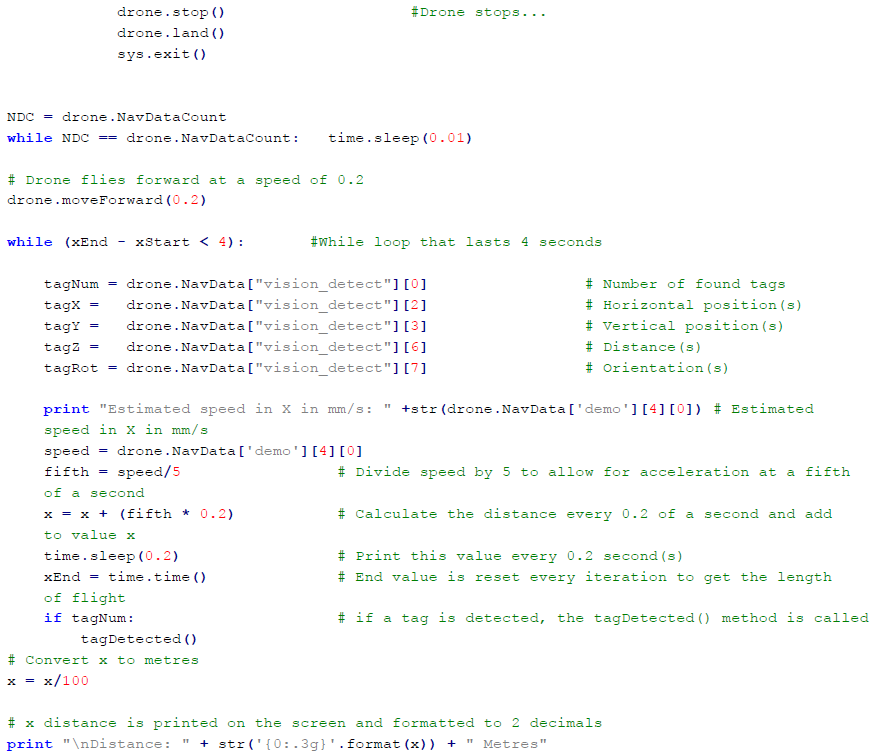 drone.stop() #Drone stops...
drone.land()
sys.exit()
NDC = drone.NavDataCount
while NDC == drone.NavDataCount: time.sleep(0.01)
# Drone flies forward at a speed of 0.2
drone.moveForward(0.2)
while (xEnd - xStart < 4): #While loop that lasts 4 seconds
tagNum = drone.NavData["vision_detect"][0] # Number of found tags
tagX = drone.NavData["vision_detect"][2] # Horizontal position(s)
tagY = drone.NavData["vision_detect"][3] # Vertical position(s)
tagZ = drone.NavData["vision_detect"][6] # Distance(s)
tagRot = drone.NavData["vision_detect"][7] # Orientation(s)
print "Estimated speed in X in mm/s: " +str(drone.NavData['demo'][4][0]) # Estimated
speed in X in mm/s
speed = drone.NavData['demo'][4][0]
fifth = speed/5 # Divide speed by 5 to allow for acceleration at a fifth
of a second
x = x + (fifth * 0.2) # Calculate the distance every 0.2 of a second and add
to value x
time.sleep(0.2) # Print this value every 0.2 second(s)
xEnd = time.time() # End value is reset every iteration to get the length
of flight
if tagNum: # if a tag is detected, the tagDetected() method is called
tagDetected()
# Convert x to metres
x = x/100
# x distance is printed on the screen and formatted to 2 decimals
print "\nDistance: " + str('{0:.3g}'.format(x)) + " Metres"